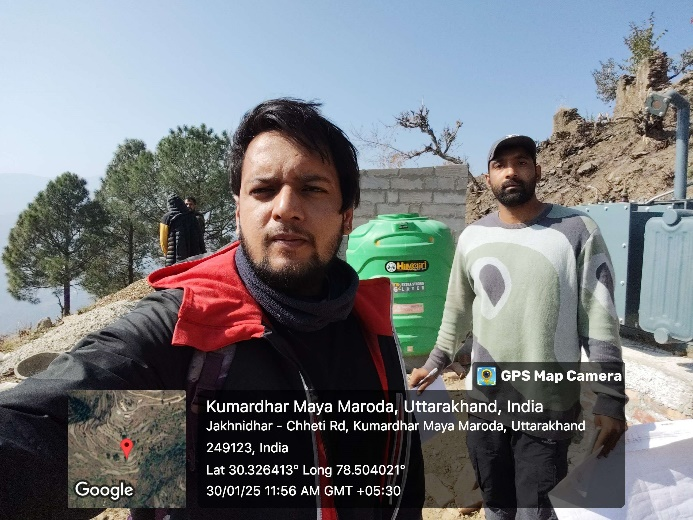 HIMGIRI
GPS Map Camera
Kumardhar Maya Maroda, Uttarakhand, India
Jakhnidhar - Chheti Rd, Kumardhar Maya Maroda, Uttarakhand
249123, India
Lat 30.326413° Long 78.504021°
30/01/25 11:56 AM GMT +05:30
Google